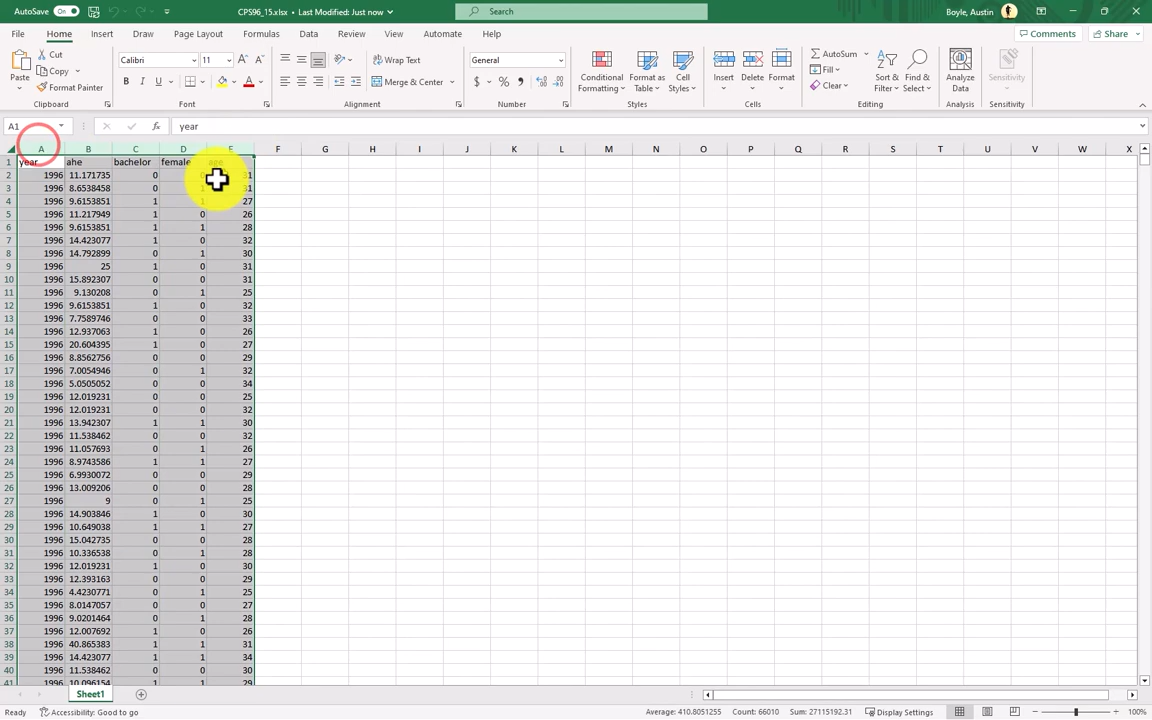 AutoSave On CPS96_15.xlsx • Last Modified: Just now Search Boyle, Austin
File Home Insert Draw Page Layout Formulas Data Review View Automate Help Comments Share
Paste Cut Copy Format Painter Clipboard
Calibri 11 A A B I U A Font
Wrap Text Merge & Center Alignment
General $ % 9 Number
Conditional Formatting Format as Table Cell Styles Styles
Insert Delete Format Cells
AutoSum Fill Clear Sort & Filter Find & Select Editing
Analyze Data Analysis
Sensitivity Sensitivity
A1 fx year
A B C D E F G H I J K L M N O P Q R S T U V W X
1 year ahe bachelor female age
2 1996 11.171735 0 0 31
3 1996 8.6538458 0 1 31
4 1996 9.6153851 1 1 27
5 1996 11.217949 1 0 26
6 1996 9.6153851 1 1 28
7 1996 14.423077 1 0 32
8 1996 14.792899 0 1 30
9 1996 25 1 0 31
10 1996 15.892307 0 0 31
11 1996 9.130208 0 1 25
12 1996 9.6153851 1 0 32
13 1996 7.7589746 0 0 33
14 1996 12.937063 1 0 26
15 1996 20.604395 1 0 27
16 1996 8.8562756 0 0 29
17 1996 7.0054946 0 1 32
18 1996 5.0505052 0 0 34
19 1996 12.019231 0 0 25
20 1996 12.019231 0 0 32
21 1996 13.942307 1 1 30
22 1996 11.538462 0 0 32
23 1996 11.057693 0 1 26
24 1996 8.9743586 1 1 27
25 1996 6.9930072 0 0 29
26 1996 13.009206 0 0 28
27 1996 9 0 1 25
28 1996 14.903846 1 0 30
29 1996 10.649038 1 1 27
30 1996 15.042735 0 0 28
31 1996 10.336538 0 1 28
32 1996 12.019231 1 0 30
33 1996 12.393163 0 0 29
34 1996 4.4230771 0 1 25
35 1996 8.0147057 0 0 27
36 1996 9.0201464 0 1 28
37 1996 12.007692 1 0 26
38 1996 40.865383 1 1 31
39 1996 14.423077 1 1 34
40 1996 11.538462 0 0 30
41 1996 10.096154 1 1 29
Sheet1
Ready Accessibility: Good to go Average: 410.8051255 Count: 66010 Sum: 27115192.31 Display Settings 100%